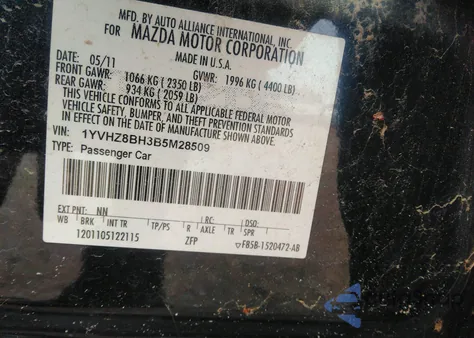 MFD. BY AUTO ALLIANCE INTERNATIONAL, INC.
FOR MAZDA MOTOR CORPORATION
MADE IN U.S.A.
05/11
GVWR: 1996 KG (4400 LB)
FRONT GAWR: 1066 KG (2350 LB)
REAR GAWR: 934 KG (2059 LB)
THIS VEHICLE CONFORMS TO ALL APPLICABLE FEDERAL MOTOR
VEHICLE SAFETY, BUMPER, AND THEFT PREVENTION STANDARDS
IN EFFECT ON THE DATE OF MANUFACTURE SHOWN ABOVE.
VIN: 1YVHZ8BH3B5M28509
TYPE: Passenger Car
EXT PNT: NN RC: DSO:
WB BRK INT TR TP/PS R AXLE TR SPR
1201105122115 ZFP
FB5B-1520472-AB